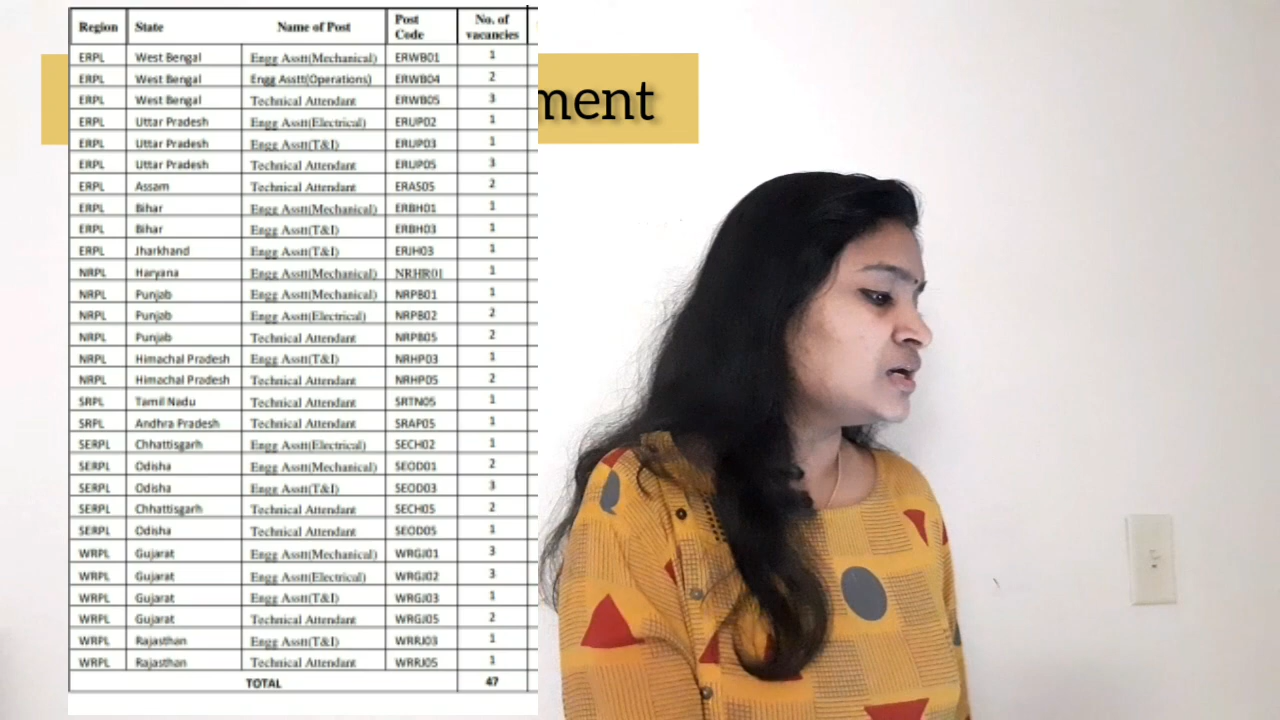 Region State Name of Post Post Code No. of vacancies
ERPL West Bengal Engg Asstt(Mechanical) ERWB01 1
ERPL West Bengal Engg Asstt(Operations) ERWB04 2
ERPL West Bengal Technical Attendant ERWB05 3
ERPL Uttar Pradesh Engg Asstt(Electrical) ERUP02 1
ERPL Uttar Pradesh Engg Asstt(T&I) ERUP03 1
ERPL Uttar Pradesh Technical Attendant ERUP05 3
ERPL Assam Technical Attendant ERAS05 2
ERPL Bihar Engg Asstt(Mechanical) ERBH01 1
ERPL Bihar Engg Asstt(T&I) ERBH03 1
ERPL Jharkhand Engg Asstt(T&I) ERJH03 1
NRPL Haryana Engg Asstt(Mechanical) NRHR01 1
NRPL Punjab Engg Asstt(Mechanical) NRPB01 1
NRPL Punjab Engg Asstt(Electrical) NRPB02 2
NRPL Punjab Technical Attendant NRPB05 2
NRPL Himachal Pradesh Engg Asstt(T&I) NRHP03 1
NRPL Himachal Pradesh Technical Attendant NRHP05 2
SRPL Tamil Nadu Technical Attendant SRTN05 1
SRPL Andhra Pradesh Technical Attendant SRAP05 1
SERPL Chhattisgarh Engg Asstt(Electrical) SECH02 1
SERPL Odisha Engg Asstt(Mechanical) SEOD01 2
SERPL Odisha Engg Asstt(T&I) SEOD03 3
SERPL Chhattisgarh Technical Attendant SECH05 2
SERPL Odisha Technical Attendant SEOD05 1
WRPL Gujarat Engg Asstt(Mechanical) WRGJ01 3
WRPL Gujarat Engg Asstt(Electrical) WRGJ02 3
WRPL Gujarat Engg Asstt(T&I) WRGJ03 1
WRPL Gujarat Technical Attendant WRGJ05 2
WRPL Rajasthan Engg Asstt(T&I) WRRJ03 1
WRPL Rajasthan Technical Attendant WRRJ05 1
TOTAL 47
ment